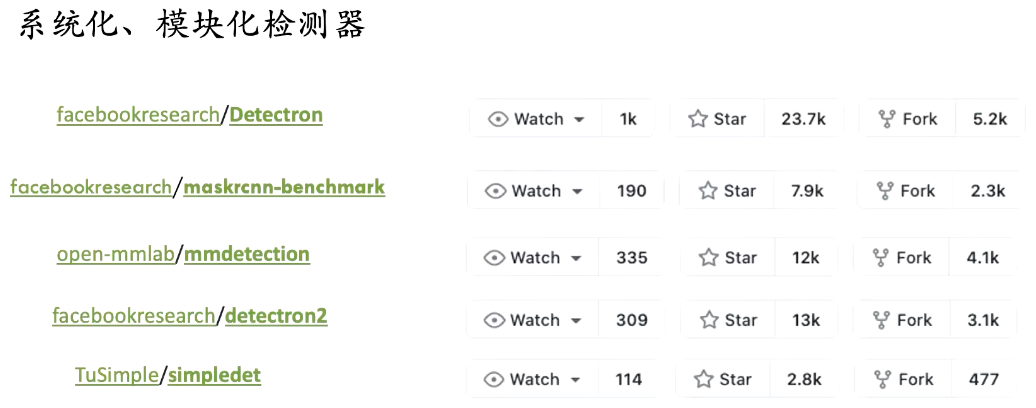 系统化、模块化检测器
facebookresearch/Detectron Watch 1k Star 23.7k Fork 5.2k
facebookresearch/maskrcnn-benchmark Watch 190 Star 7.9k Fork 2.3k
open-mmlab/mmdetection Watch 335 Star 12k Fork 4.1k
facebookresearch/detectron2 Watch 309 Star 13k Fork 3.1k
TuSimple/simpledet Watch 114 Star 2.8k Fork 477